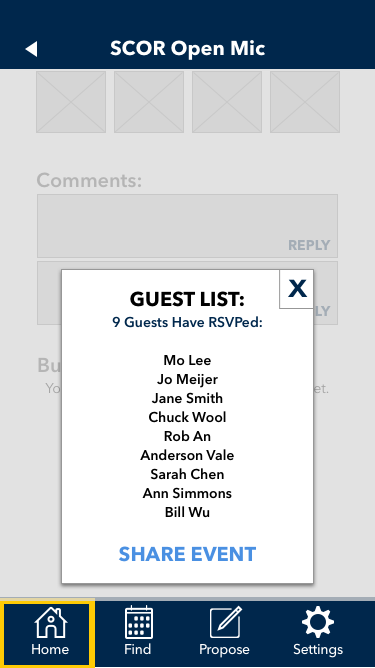 SCOR Open Mic
Comments:
REPLY
LY
GUEST LIST:
X
9 Guests Have RSVPed:
Mo Lee
Jo Meijer
Jane Smith
Chuck Wool
Rob An
Anderson Vale
Sarah Chen
Ann Simmons
Bill Wu
SHARE EVENT
Bu
Yo
et.
Home
Find
Propose
Settings